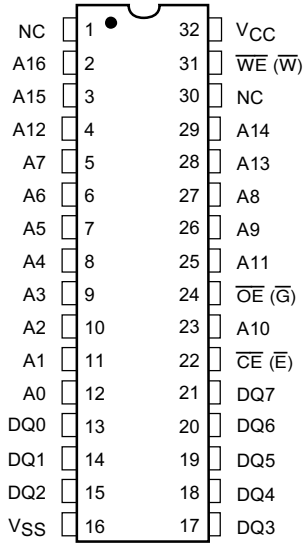 NC 1 32 VCC
A16 2 31 WE (W)
A15 3 30 NC
A12 4 29 A14
A7 5 28 A13
A6 6 27 A8
A5 7 26 A9
A4 8 25 A11
A3 9 24 OE (G)
A2 10 23 A10
A1 11 22 CE (E)
A0 12 21 DQ7
DQ0 13 20 DQ6
DQ1 14 19 DQ5
DQ2 15 18 DQ4
VSS 16 17 DQ3